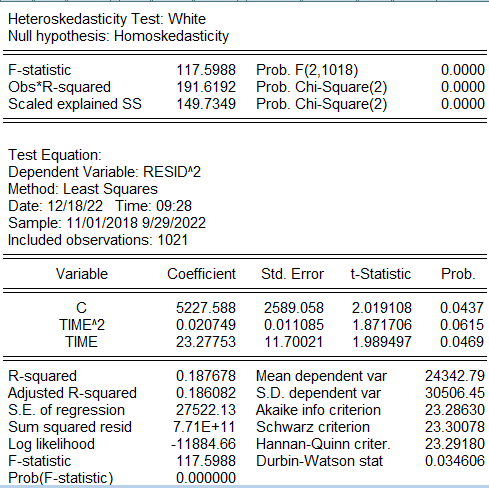 Heteroskedasticity Test: White
Null hypothesis: Homoskedasticity
F-statistic 117.5988 Prob. F(2,1018) 0.0000
Obs*R-squared 191.6192 Prob. Chi-Square(2) 0.0000
Scaled explained SS 149.7349 Prob. Chi-Square(2) 0.0000
Test Equation:
Dependent Variable: RESID^2
Method: Least Squares
Date: 12/18/22 Time: 09:28
Sample: 11/01/2018 9/29/2022
Included observations: 1021
Variable Coefficient Std. Error t-Statistic Prob.
C 5227.588 2589.058 2.019108 0.0437
TIME^2 0.020749 0.011085 1.871706 0.0615
TIME 23.27753 11.70021 1.989497 0.0469
R-squared 0.187678 Mean dependent var 24342.79
Adjusted R-squared 0.186082 S.D. dependent var 30506.45
S.E. of regression 27522.13 Akaike info criterion 23.28630
Sum squared resid 7.71E+11 Schwarz criterion 23.30078
Log likelihood -11884.66 Hannan-Quinn criter. 23.29180
F-statistic 117.5988 Durbin-Watson stat 0.034606
Prob(F-statistic) 0.000000